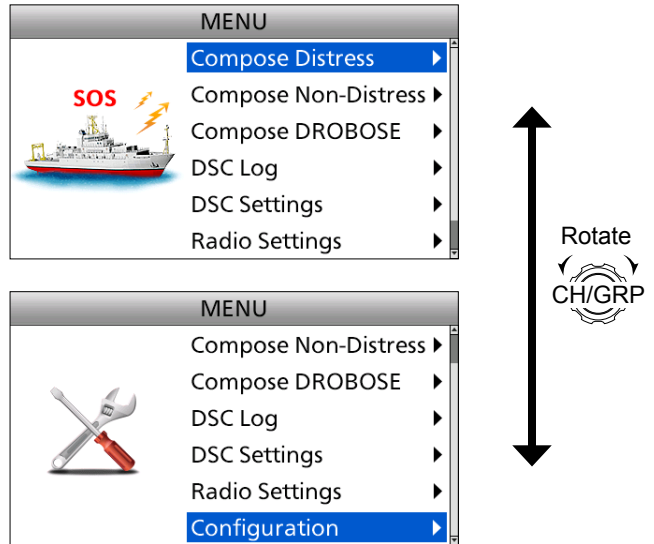 MENU
SOS
Compose Distress
Compose Non-Distress
Compose DROBOSE
DSC Log
DSC Settings
Radio Settings
Rotate
CH/GRP
MENU
Compose Non-Distress
Compose DROBOSE
DSC Log
DSC Settings
Radio Settings
Configuration